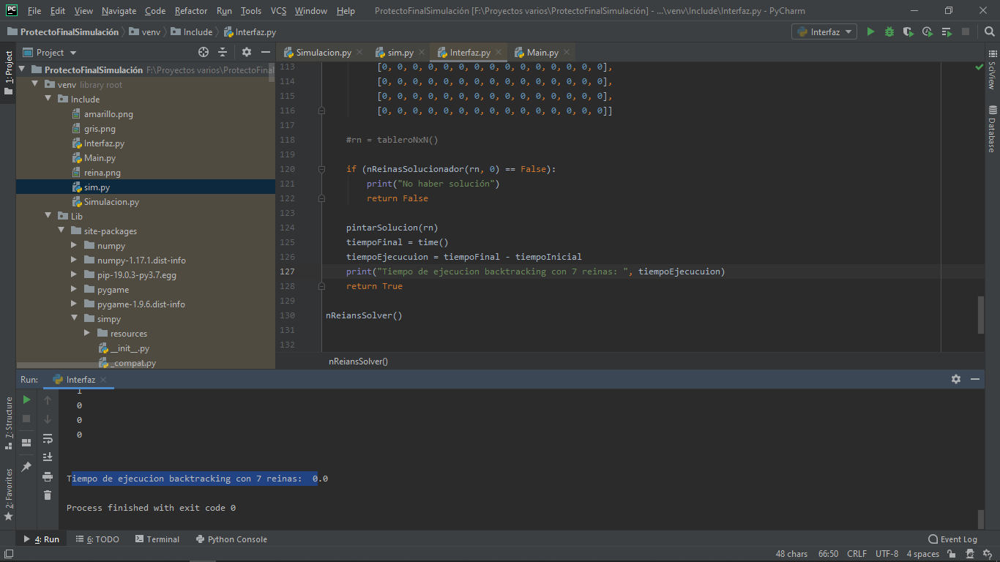 PC File Edit View Navigate Code Refactor Run Tools VCS Window Help ProtectoFinalSimulación [F:\Proyectos varios\ProtectoFinalSimulación] - ...\venv\Include\Interfaz.py - PyCharm
ProtectoFinalSimulación venv Include Interfaz.py Interfaz
1: Project
Project
Simulacion.py sim.py Interfaz.py Main.py
ProtectoFinalSimulación F:\Proyectos varios\ProtectoFinal
venv library root
Include
amarillo.png
gris.png
Interfaz.py
Main.py
reina.png
sim.py
Simulacion.py
Lib
site-packages
numpy
numpy-1.17.1.dist-info
pip-19.0.3-py3.7.egg
pygame
pygame-1.9.6.dist-info
simpy
resources
__init__.py
_compat.py
113 [0, 0, 0, 0, 0, 0, 0, 0, 0, 0, 0, 0, 0, 0, 0],
114 [0, 0, 0, 0, 0, 0, 0, 0, 0, 0, 0, 0, 0, 0, 0],
115 [0, 0, 0, 0, 0, 0, 0, 0, 0, 0, 0, 0, 0, 0, 0],
116 [0, 0, 0, 0, 0, 0, 0, 0, 0, 0, 0, 0, 0, 0, 0]]
117
118 #rn = tableroNxN()
119
120 if (nReinasSolucionador(rn, 0) == False):
121 print("No haber solución")
122 return False
123
124 pintarSolucion(rn)
125 tiempoFinal = time()
126 tiempoEjecucuion = tiempoFinal - tiempoInicial
127 print("Tiempo de ejecucion backtracking con 7 reinas: ", tiempoEjecucuion)
128 return True
129
130 nReiansSolver()
131
132
nReiansSolver()
SciView
Database
Run: Interfaz
1
0
0
0
Tiempo de ejecucion backtracking con 7 reinas:  0.0
Process finished with exit code 0
7: Structure
2: Favorites
4: Run 6: TODO Terminal Python Console Event Log
48 chars 66:50 CRLF UTF-8 4 spaces